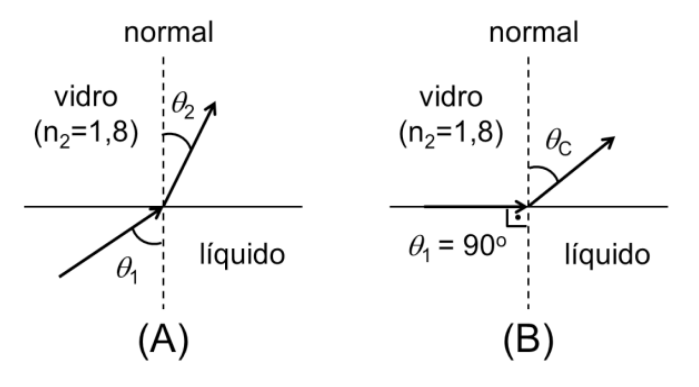 normal
vidro
(n₂=1,8)
θ₂
θ₁
líquido
(A)
normal
vidro
(n₂=1,8)
θC
θ₁ = 90º
líquido
(B)